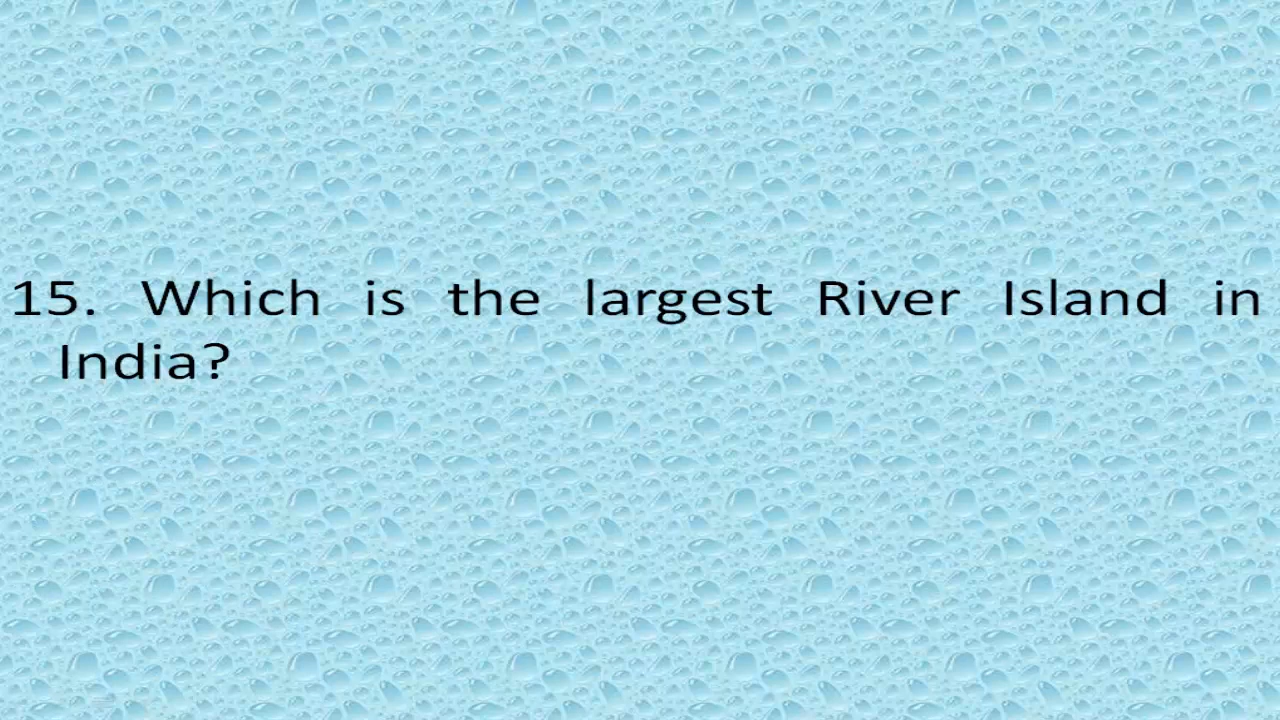 15. Which is the largest River Island in
India?